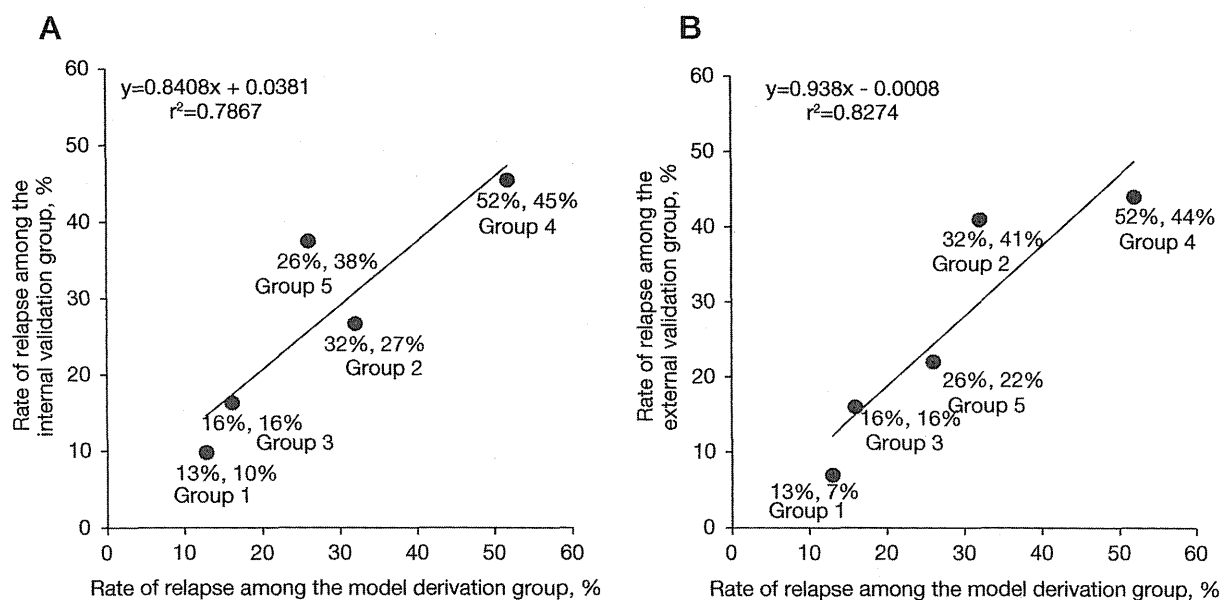 A
60
50
40
30
20
10
0
0 10 20 30 40 50 60
y=0.8408x + 0.0381
r²=0.7867
52%, 45%
Group 4
26%, 38%
Group 5
32%, 27%
Group 2
16%, 16%
Group 3
13%, 10%
Group 1
Rate of relapse among the
internal validation group, %
Rate of relapse among the model derivation group, %
B
60
50
40
30
20
10
0
0 10 20 30 40 50 60
y=0.938x - 0.0008
r²=0.8274
52%, 44%
Group 4
32%, 41%
Group 2
26%, 22%
Group 5
16%, 16%
Group 3
13%, 7%
Group 1
Rate of relapse among the
external validation group, %
Rate of relapse among the model derivation group, %